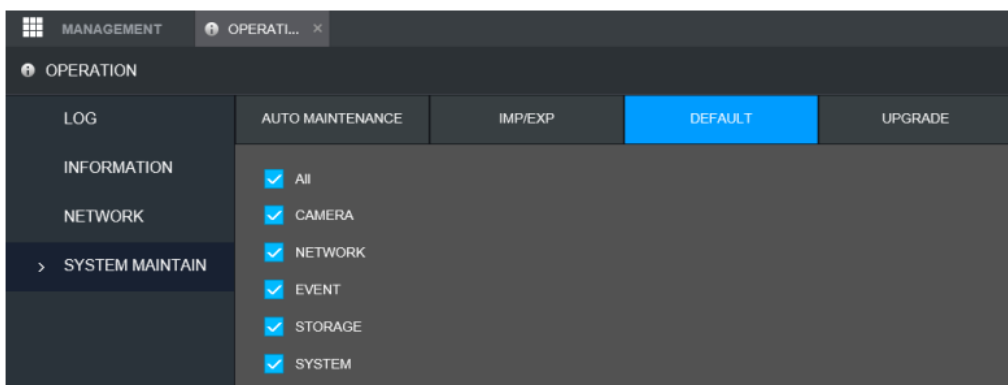 MANAGEMENT OPERATI... ×
OPERATION
LOG
INFORMATION
NETWORK
SYSTEM MAINTAIN
AUTO MAINTENANCE IMP/EXP DEFAULT UPGRADE
All
CAMERA
NETWORK
EVENT
STORAGE
SYSTEM